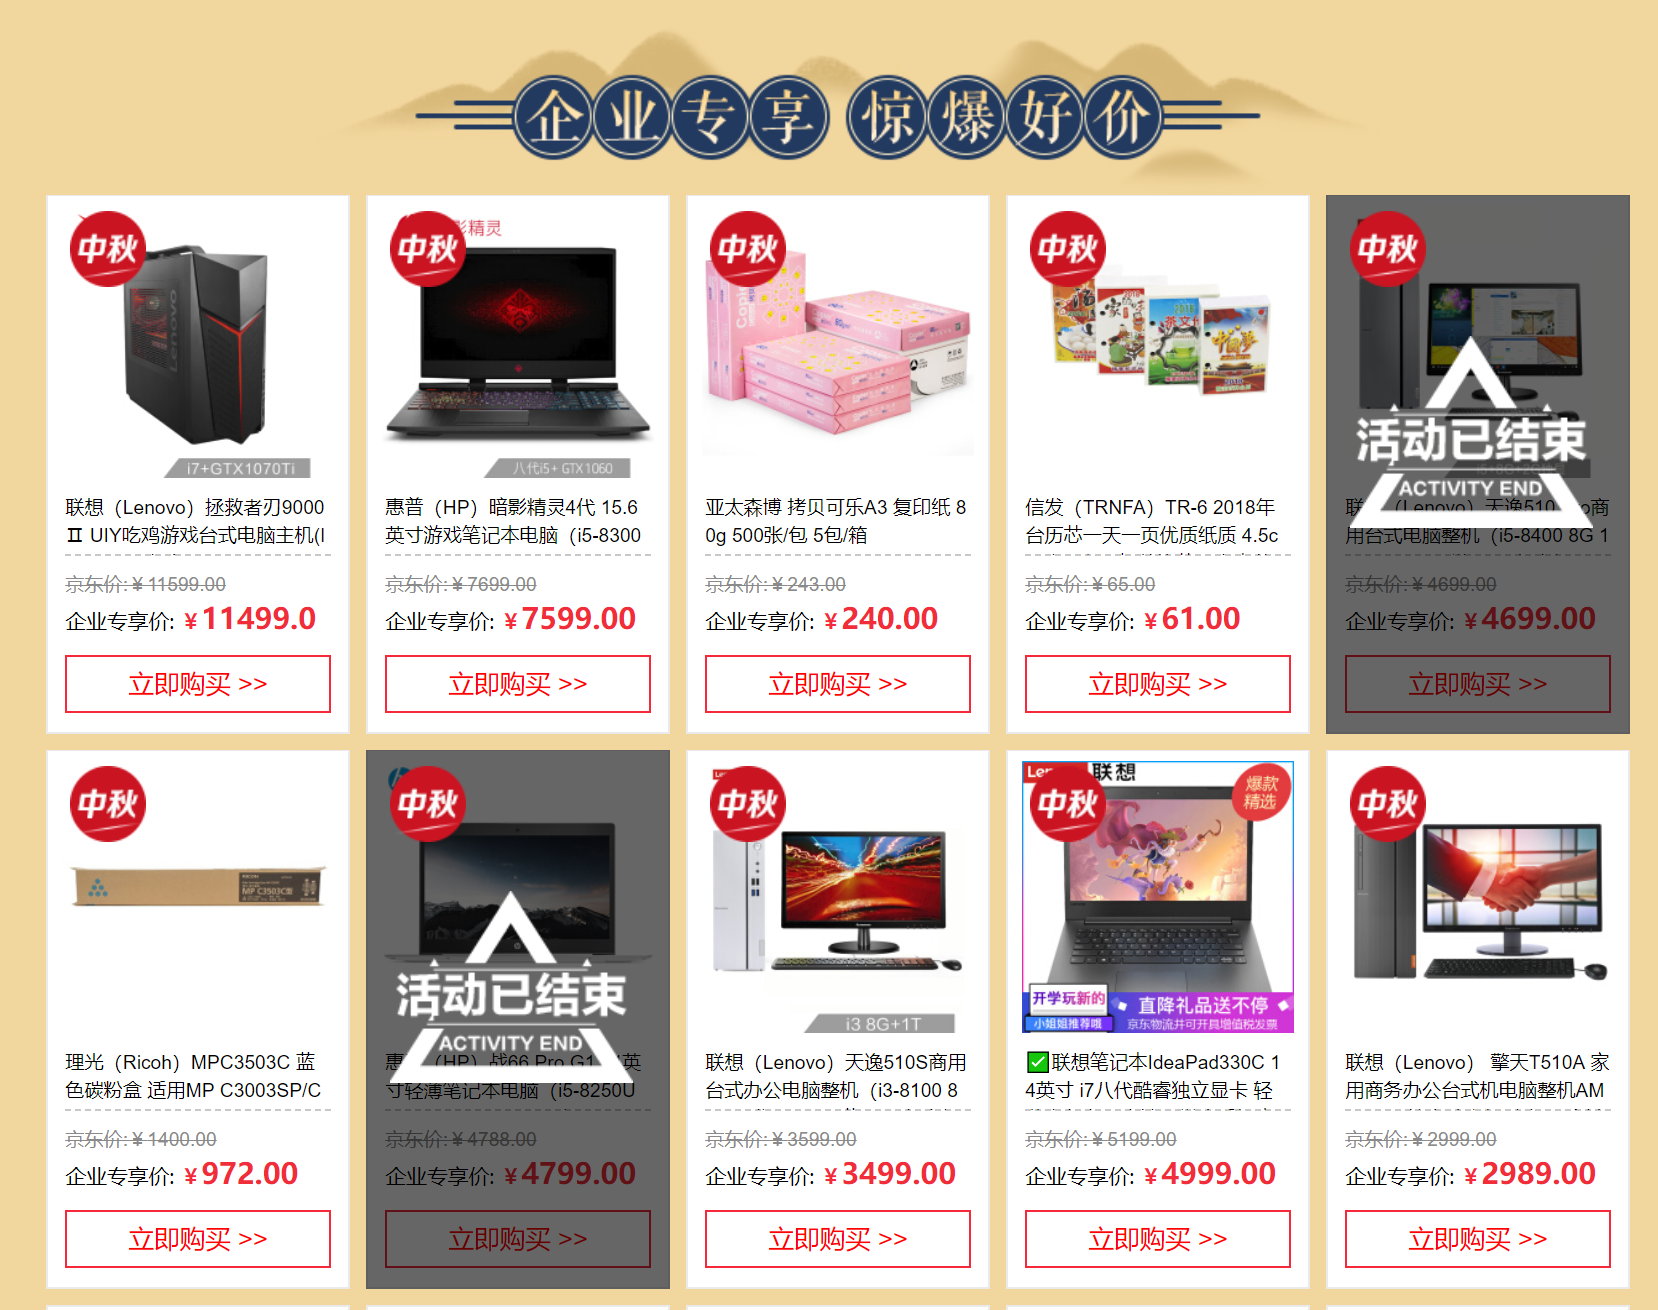 企业专享 惊爆好价
中秋
i7+GTX1070Ti
联想（Lenovo）拯救者刃9000
Ⅱ UIY吃鸡游戏台式电脑主机(I
京东价: ¥ 11599.00
企业专享价: ¥ 11499.0
立即购买 >>
中秋
影精灵
八代i5+ GTX1060
惠普（HP）暗影精灵4代 15.6
英寸游戏笔记本电脑（i5-8300
京东价: ¥ 7699.00
企业专享价: ¥ 7599.00
立即购买 >>
中秋
亚太森博 拷贝可乐A3 复印纸 8
0g 500张/包 5包/箱
京东价: ¥ 243.00
企业专享价: ¥ 240.00
立即购买 >>
中秋
信发（TRNFA）TR-6 2018年
台历芯一天一页优质纸质 4.5c
京东价: ¥ 65.00
企业专享价: ¥ 61.00
立即购买 >>
中秋
活动已结束
ACTIVITY END
联 （Lenovo）天逸510 Pro商
用台式电脑整机（i5-8400 8G 1
京东价: ¥ 4699.00
企业专享价: ¥ 4699.00
立即购买 >>
中秋
MP C3503C型
理光（Ricoh）MPC3503C 蓝
色碳粉盒 适用MP C3003SP/C
京东价: ¥ 1400.00
企业专享价: ¥ 972.00
立即购买 >>
中秋
活动已结束
ACTIVITY END
惠 （HP）战66 Pro G1 英
寸轻薄笔记本电脑（i5-8250U
京东价: ¥ 4788.00
企业专享价: ¥ 4799.00
立即购买 >>
中秋
i3 8G+1T
联想（Lenovo）天逸510S商用
台式办公电脑整机（i3-8100 8
京东价: ¥ 3599.00
企业专享价: ¥ 3499.00
立即购买 >>
联想
中秋
爆款
精选
开学玩新的
小姐姐推荐哦
直降礼品送不停
京东物流并可开具增值税发票
✅联想笔记本IdeaPad330C 1
4英寸 i7八代酷睿独立显卡 轻
京东价: ¥ 5199.00
企业专享价: ¥ 4999.00
立即购买 >>
中秋
联想（Lenovo） 擎天T510A 家
用商务办公台式机电脑整机AM
京东价: ¥ 2999.00
企业专享价: ¥ 2989.00
立即购买 >>